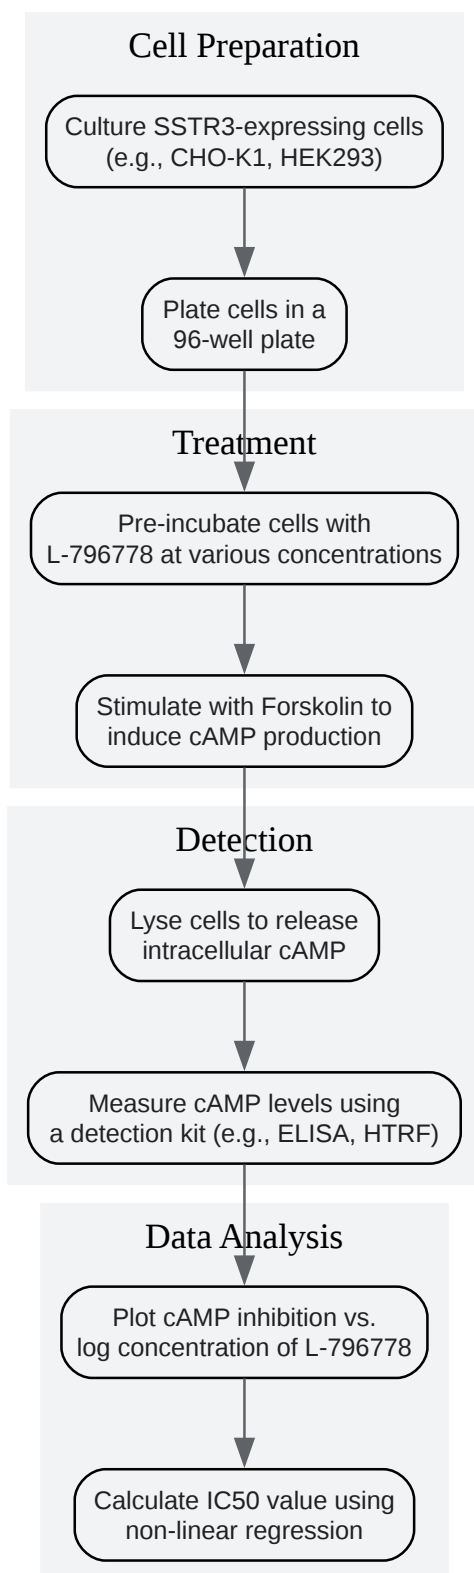 Cell Preparation
Culture SSTR3-expressing cells
(e.g., CHO-K1, HEK293)
Plate cells in a
96-well plate
Treatment
Pre-incubate cells with
L-796778 at various concentrations
Stimulate with Forskolin to
induce cAMP production
Detection
Lyse cells to release
intracellular cAMP
Measure cAMP levels using
a detection kit (e.g., ELISA, HTRF)
Data Analysis
Plot cAMP inhibition vs.
log concentration of L-796778
Calculate IC50 value using
non-linear regression